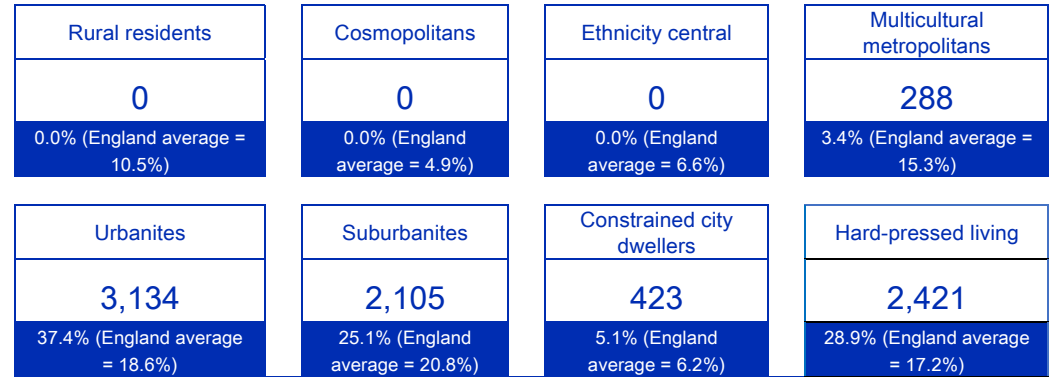 Rural residents
0
0.0% (England average =
10.5%)
Cosmopolitans
0
0.0% (England
average = 4.9%)
Ethnicity central
0
0.0% (England
average = 6.6%)
Multicultural
metropolitans
288
3.4% (England average =
15.3%)
Urbanites
3,134
37.4% (England average
= 18.6%)
Suburbanites
2,105
25.1% (England
average = 20.8%)
Constrained city
dwellers
423
5.1% (England
average = 6.2%)
Hard-pressed living
2,421
28.9% (England average
= 17.2%)